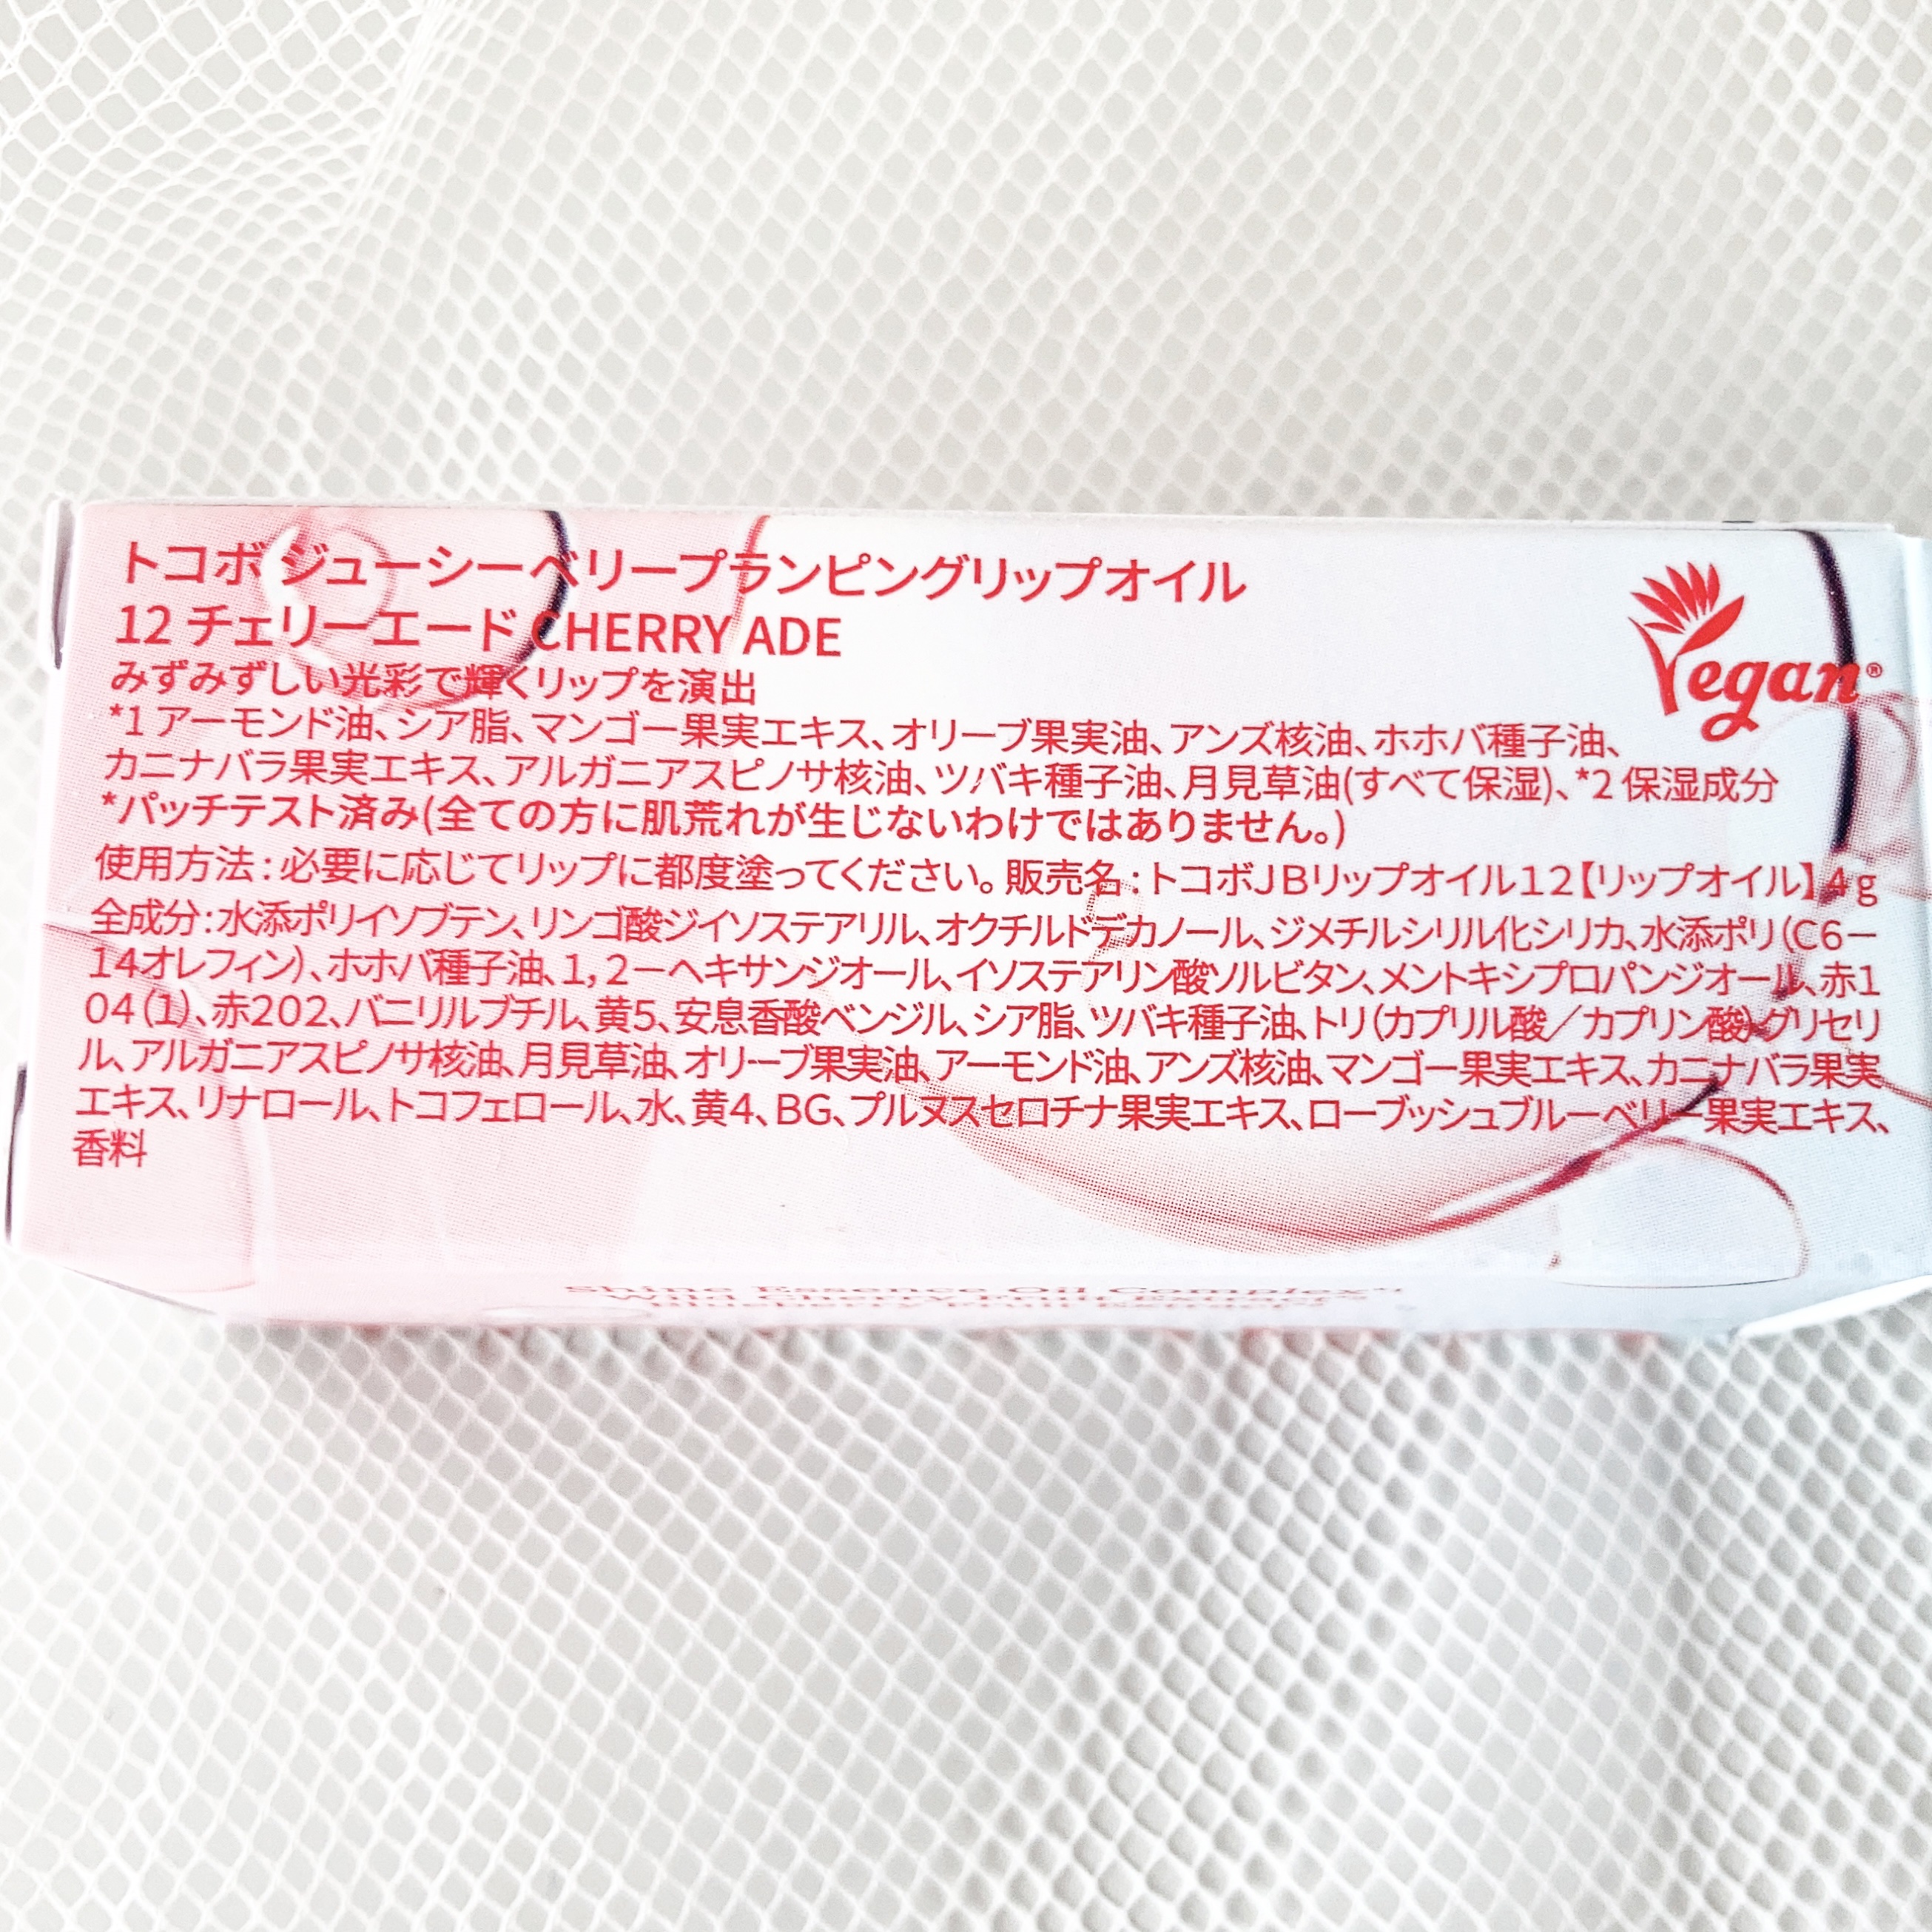 トコボ ジューシーベリープランピングリップオイル
12 チェリーエード CHERRY ADE
みずみずしい光彩で輝くリップを演出
*1 アーモンド油、シア脂、マンゴー果実エキス、オリーブ果実油、アンズ核油、ホホバ種子油、
カニナバラ果実エキス、アルガニアスピノサ核油、ツバキ種子油、月見草油(すべて保湿)、*2 保湿成分
*パッチテスト済み(全ての方に肌荒れが生じないわけではありません。)
Vegan®
使用方法 : 必要に応じてリップに都度塗ってください。 販売名 : トコボＪＢリップオイル１２【リップオイル】４ｇ
全成分 : 水添ポリイソブテン、リンゴ酸ジイソステアリル、オクチルドデカノール、ジメチルシリル化シリカ、水添ポリ（Ｃ６－
１４オレフィン）、ホホバ種子油、１，２－ヘキサンジオール、イソステアリン酸ソルビタン、メントキシプロパンジオール、赤１
０４（１）、赤２０２、バニリルブチル、黄５、安息香酸ベンジル、シア脂、ツバキ種子油、トリ（カプリル酸／カプリン酸）グリセリ
ル、アルガニアスピノサ核油、月見草油、オリーブ果実油、アーモンド油、アンズ核油、マンゴー果実エキス、カニナバラ果実
エキス、リナロール、トコフェロール、水、黄４、ＢＧ、プルヌスセロチナ果実エキス、ローブッシュブルーベリー果実エキス、
香料
Shine Essence Oil Complex*1
Wild Cherry Fruit Extract*2
Blueberry Fruit Extract*2